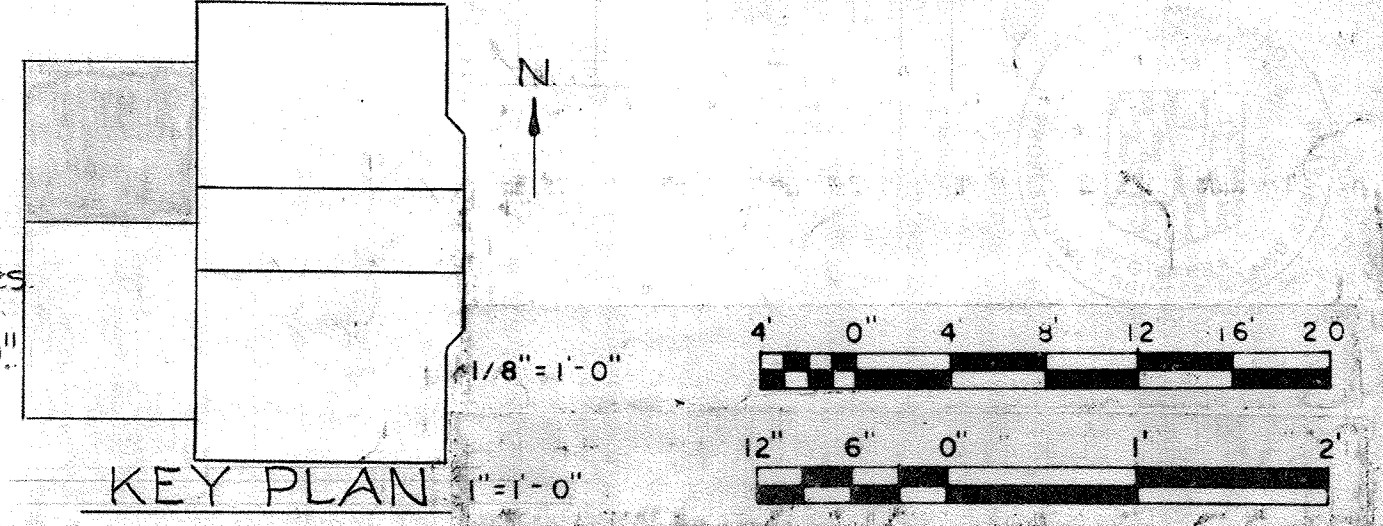 N
4' 0" 4 8' 12 16' 20
1/8" = 1'-0"
12" 6" 0" 1' 2'
1" = 1'-0"
KEY PLAN